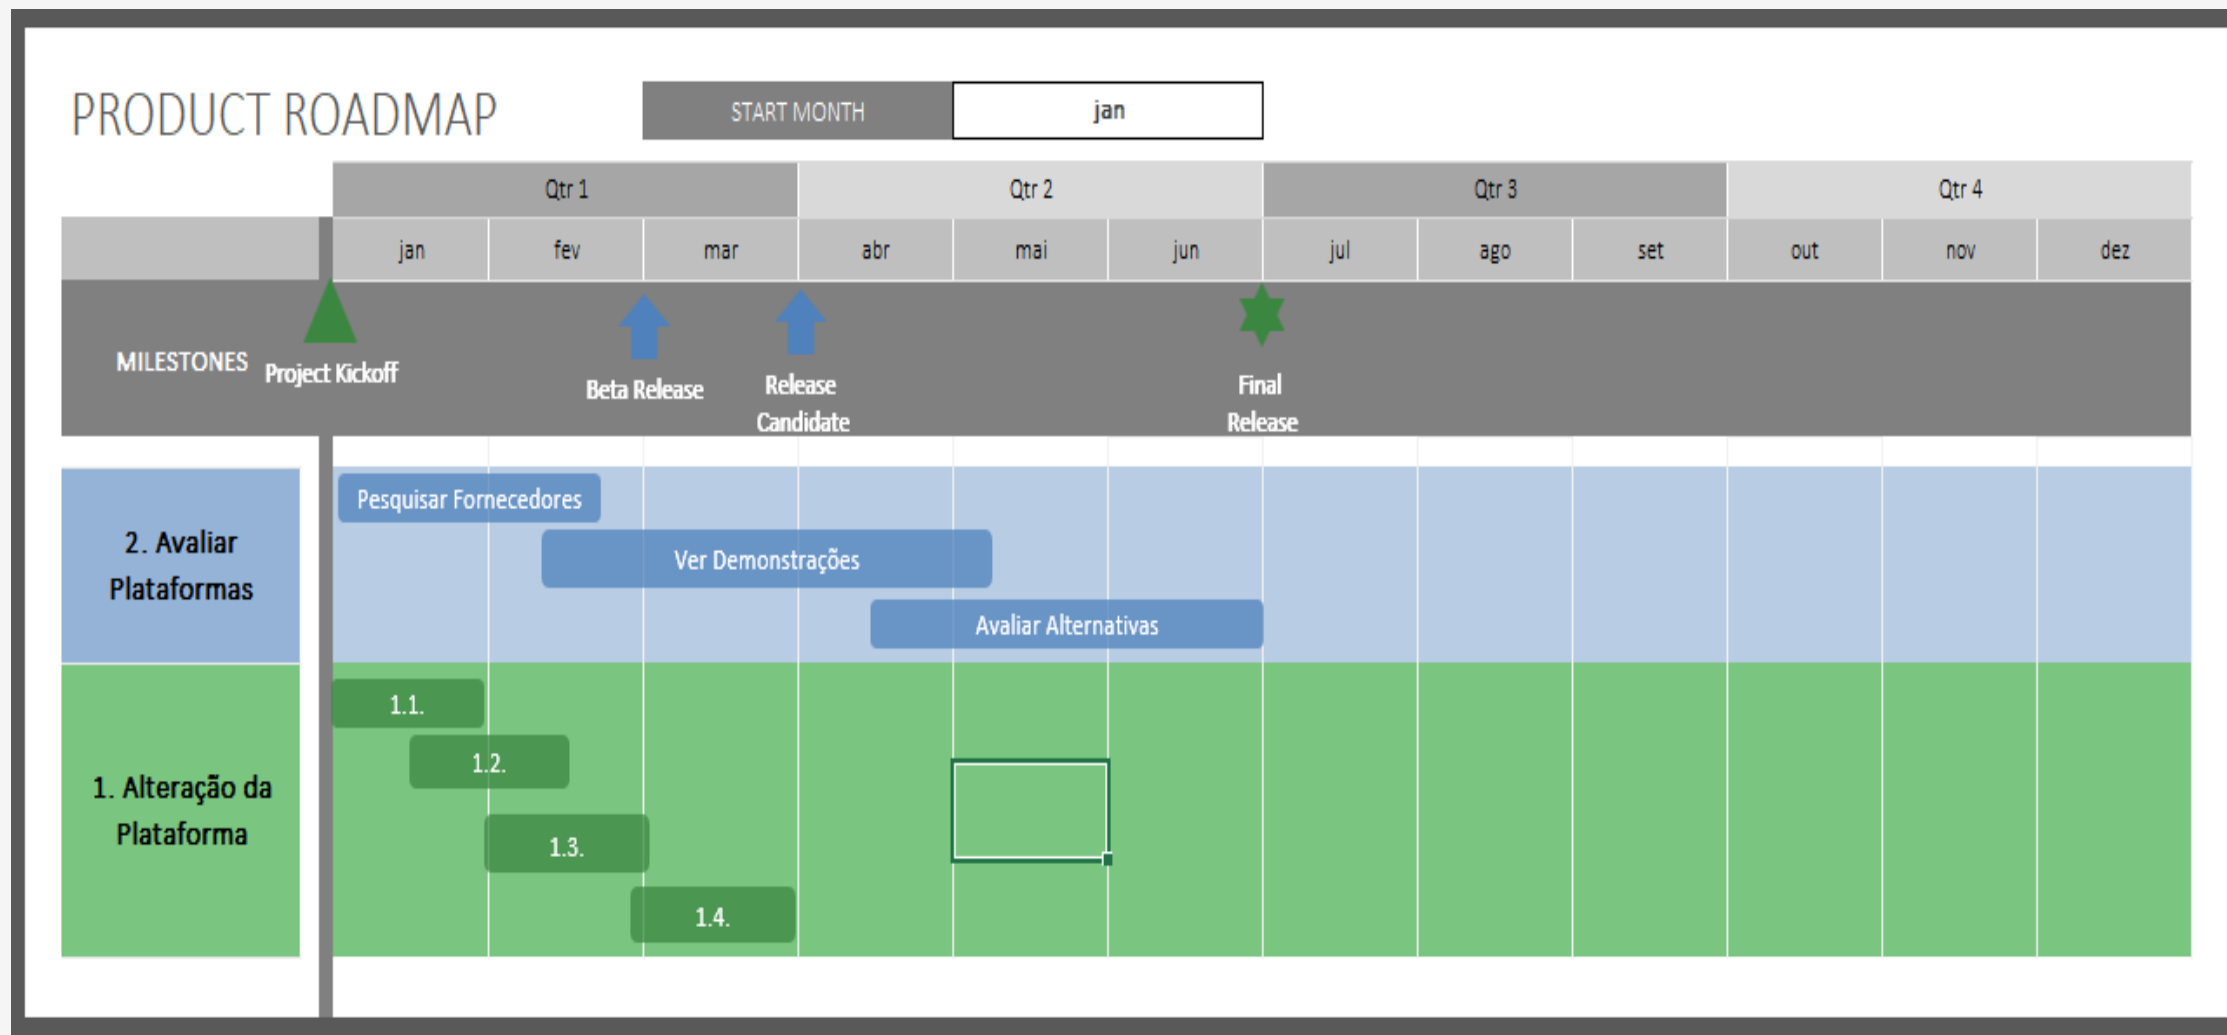 PRODUCT ROADMAP
START MONTH
jan
Qtr 1
Qtr 2
Qtr 3
Qtr 4
jan
fev
mar
abr
mai
jun
jul
ago
set
out
nov
dez
MILESTONES
Project Kickoff
Beta Release
Release
Candidate
Final
Release
2. Avaliar
Plataformas
Pesquisar Fornecedores
Ver Demonstrações
Avaliar Alternativas
1. Alteração da
Plataforma
1.1.
1.2.
1.3.
1.4.